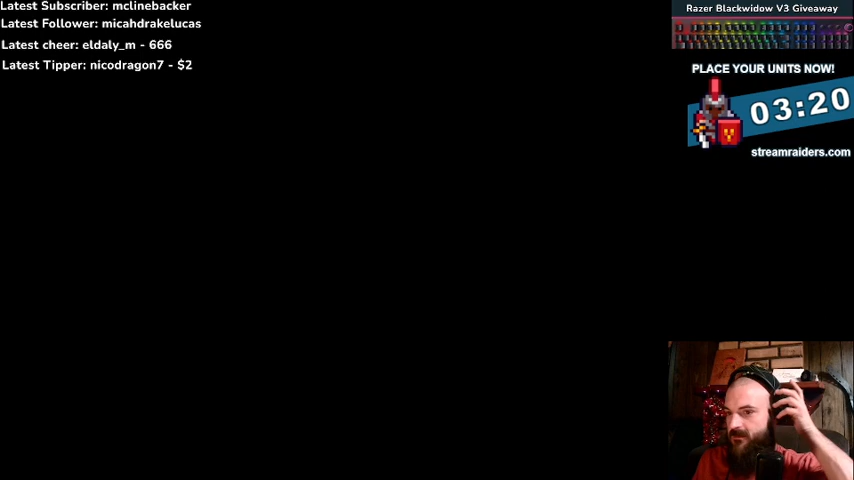 Latest Subscriber: mclinebacker
Latest Follower: micahdrakelucas
Latest cheer: eldaly_m - 666
Latest Tipper: nicodragon7 - $2
Razer Blackwidow V3 Giveaway
PLACE YOUR UNITS NOW!
03:20
streamraiders.com